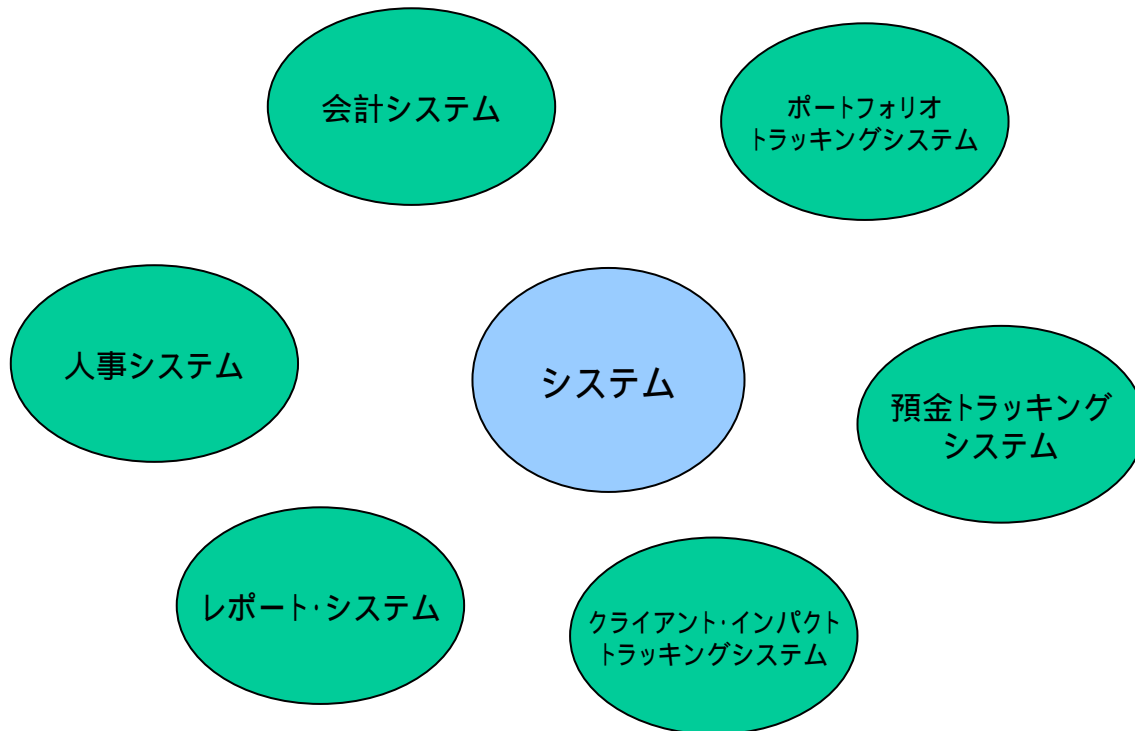 会計システム
ポートフォリオ
トラッキングシステム
人事システム
システム
預金トラッキング
システム
レポート・システム
クライアント・インパクト
トラッキングシステム